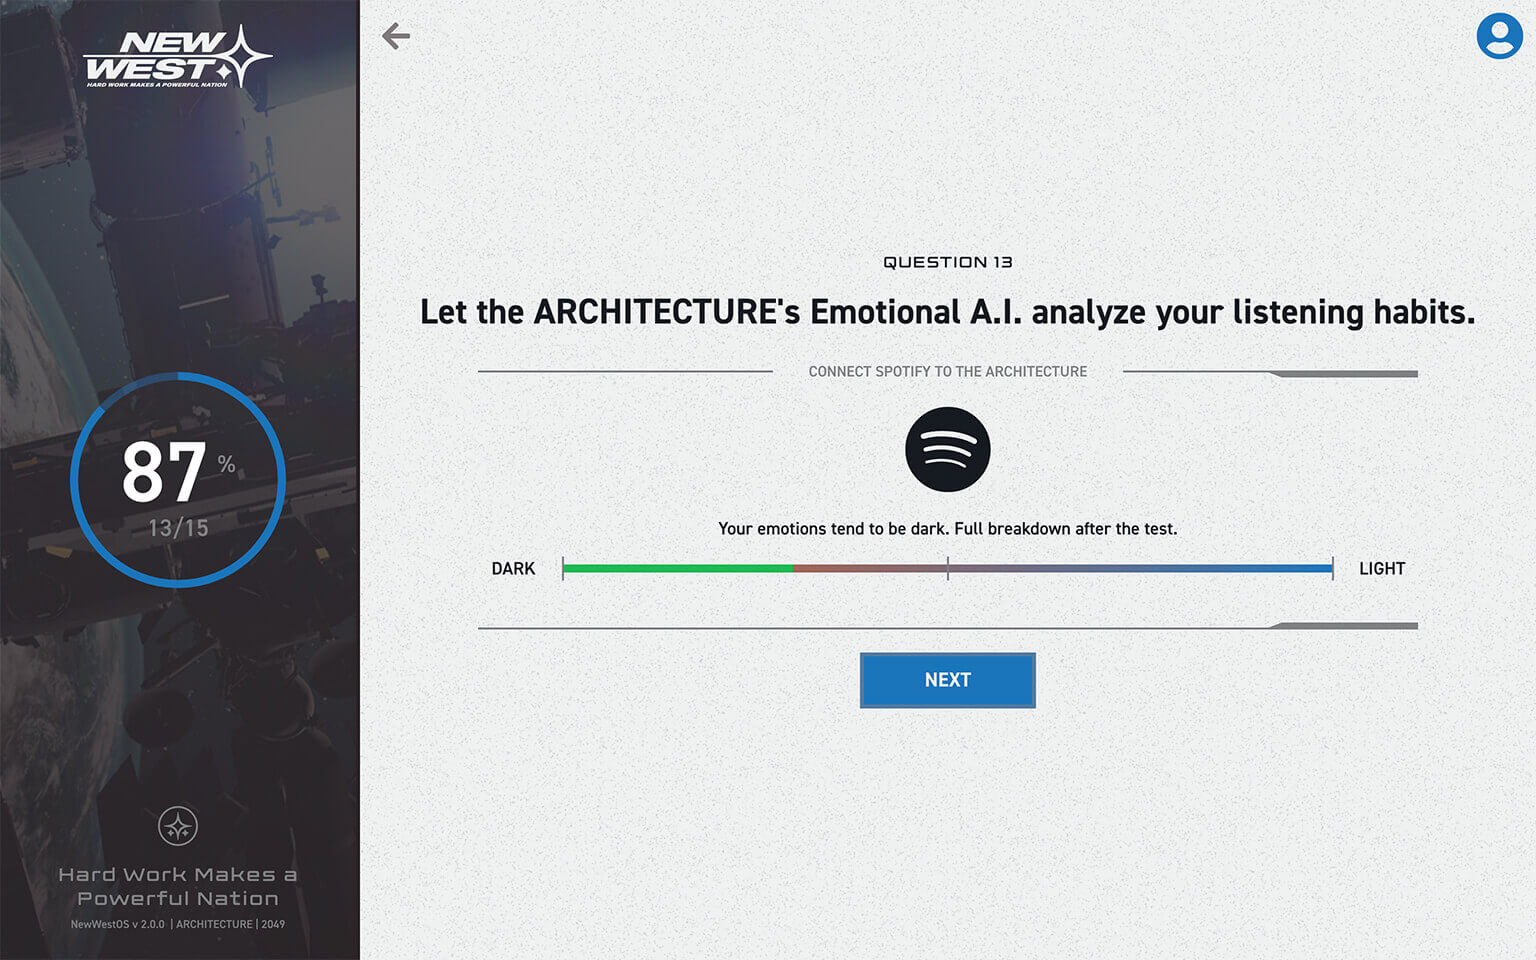 NEW
WEST
HARD WORK MAKES A POWERFUL NATION
87 %
13/15
Hard Work Makes a
Powerful Nation
NewWestOS v 2.0.0 | ARCHITECTURE | 2049
QUESTION 13
Let the ARCHITECTURE's Emotional A.I. analyze your listening habits.
CONNECT SPOTIFY TO THE ARCHITECTURE
Your emotions tend to be dark. Full breakdown after the test.
DARK
LIGHT
NEXT